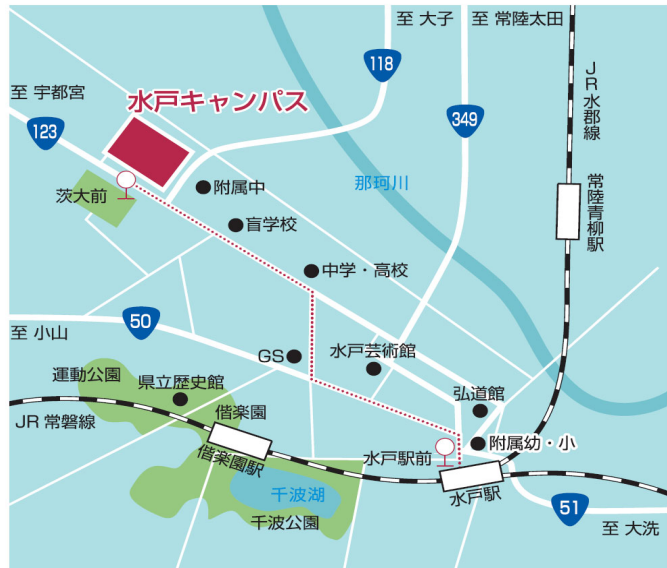 至 大子
至 常陸太田
118
至 宇都宮
水戸キャンパス
123
349
JR水郡線
那珂川
常陸青柳駅
茨大前
附属中
盲学校
中学・高校
50
至 小山
GS
水戸芸術館
運動公園
県立歴史館
弘道館
偕楽園
JR 常磐線
附属幼・小
偕楽園駅
水戸駅前
千波湖
水戸駅
51
千波公園
至 大洗